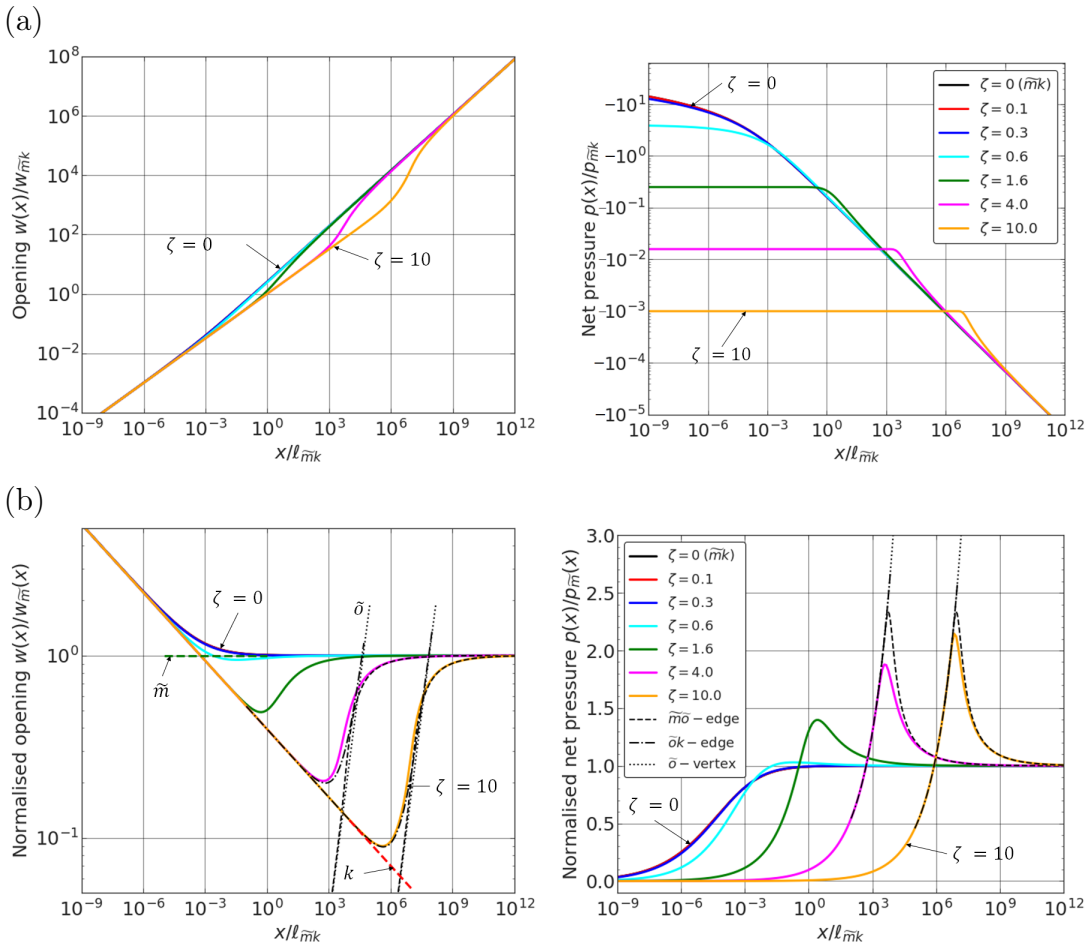 (a)
Opening w(x)/w_{m̃k}
10^8
10^6
10^4
10^2
10^0
10^−2
10^−4
ζ = 0
ζ = 10
10^−9 10^−6 10^−3 10^0 10^3 10^6 10^9 10^12
x/ℓ_{m̃k}
Net pressure p(x)/p_{m̃k}
−10^1
−10^0
−10^−1
−10^−2
−10^−3
−10^−4
−10^−5
ζ = 0
ζ = 10
ζ = 0 (m̃k)
ζ = 0.1
ζ = 0.3
ζ = 0.6
ζ = 1.6
ζ = 4.0
ζ = 10.0
10^−9 10^−6 10^−3 10^0 10^3 10^6 10^9 10^12
x/ℓ_{m̃k}
(b)
Normalised opening w(x)/w_{m̃}(x)
10^0
10^−1
ζ = 0
õ
m̃
ζ = 10
k
10^−9 10^−6 10^−3 10^0 10^3 10^6 10^9 10^12
x/ℓ_{m̃k}
Normalised net pressure p(x)/p_{m̃}(x)
3.0
2.5
2.0
1.5
1.0
0.5
0.0
ζ = 0 (m̃k)
ζ = 0.1
ζ = 0.3
ζ = 0.6
ζ = 1.6
ζ = 4.0
ζ = 10.0
m̃õ − edge
õk − edge
õ − vertex
ζ = 0
ζ = 10
10^−9 10^−6 10^−3 10^0 10^3 10^6 10^9 10^12
x/ℓ_{m̃k}